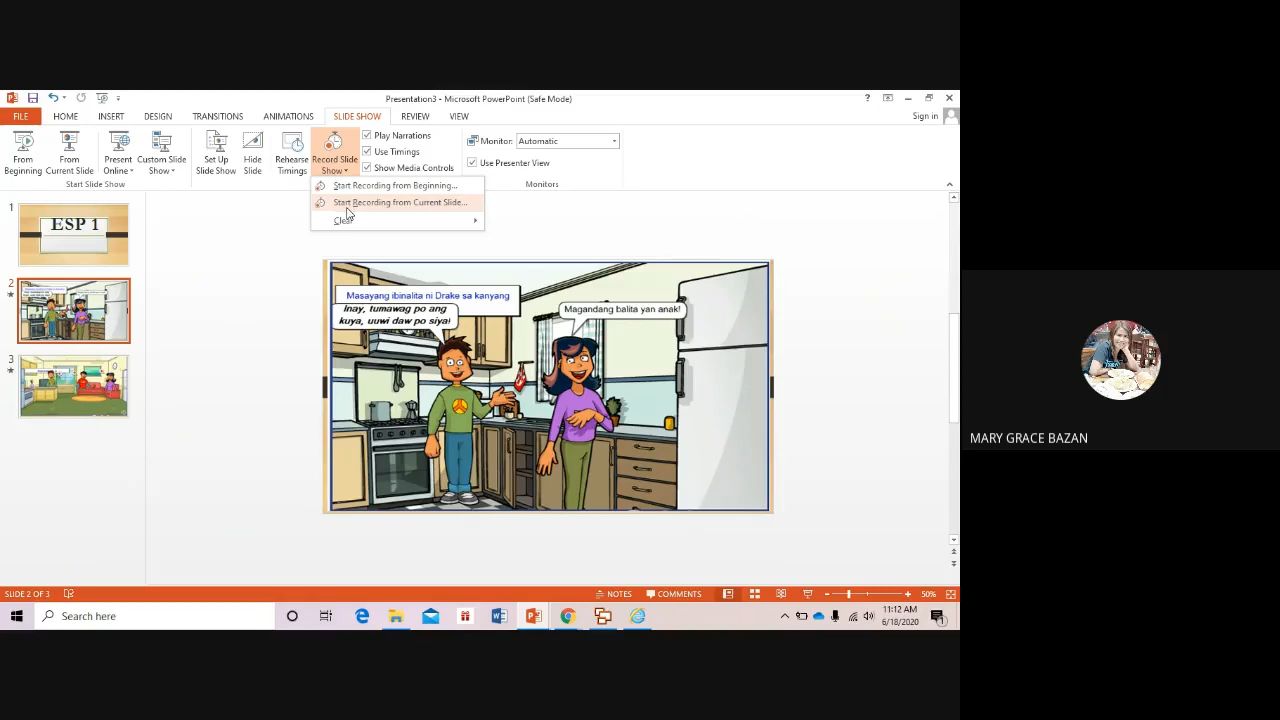 Presentation3 - Microsoft PowerPoint (Safe Mode)
?
FILE HOME INSERT DESIGN TRANSITIONS ANIMATIONS SLIDE SHOW REVIEW VIEW
Sign in
From Beginning
From Current Slide
Present Online
Custom Slide Show
Start Slide Show
Set Up Slide Show
Hide Slide
Rehearse Timings
Record Slide Show
Play Narrations
Use Timings
Show Media Controls
Monitor: Automatic
Use Presenter View
Monitors
Start Recording from Beginning...
Start Recording from Current Slide...
Clear
1
ESP 1
2
3
Masayang ibinalita ni Drake sa kanyang
Inay, tumawag po ang
kuya, uuwi daw po siya!
Magandang balita yan anak!
MARY GRACE BAZAN
SLIDE 2 OF 3
NOTES
COMMENTS
50%
Search here
11:12 AM
6/18/2020